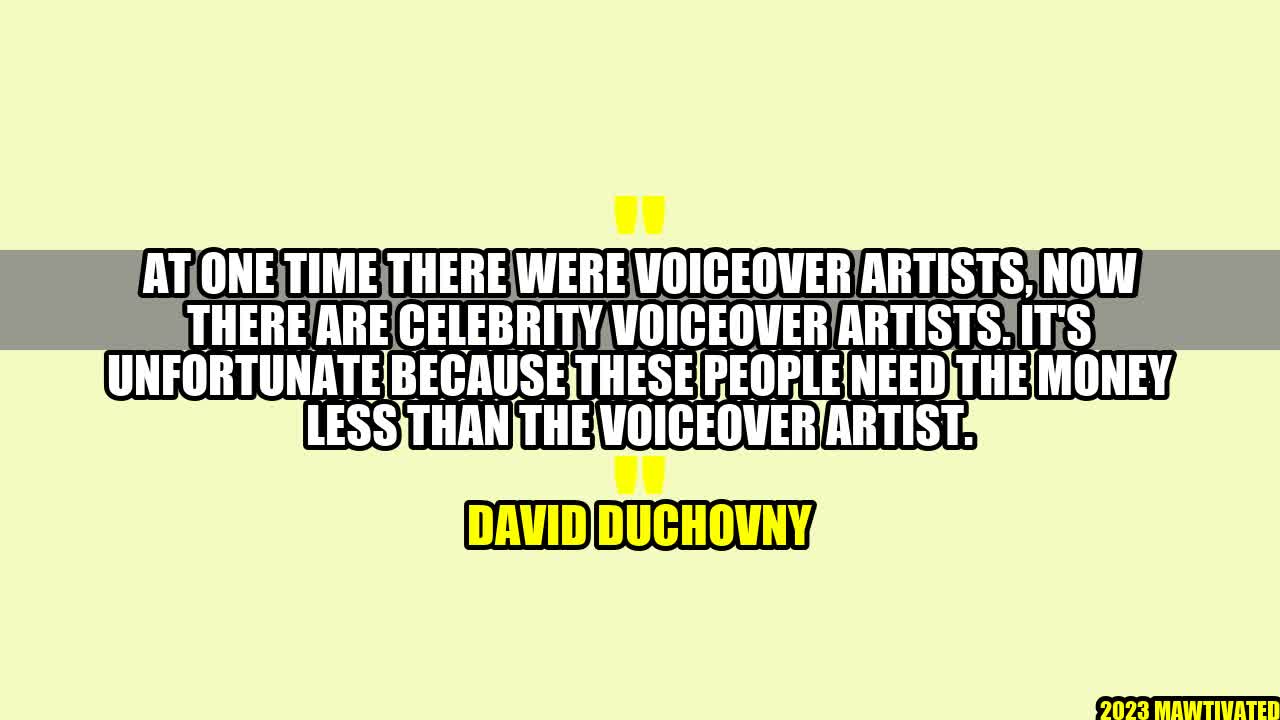 "
AT ONE TIME THERE WERE VOICEOVER ARTISTS, NOW
THERE ARE CELEBRITY VOICEOVER ARTISTS. IT'S
UNFORTUNATE BECAUSE THESE PEOPLE NEED THE MONEY
LESS THAN THE VOICEOVER ARTIST.
"
DAVID DUCHOVNY
2023 MAWTIVATED